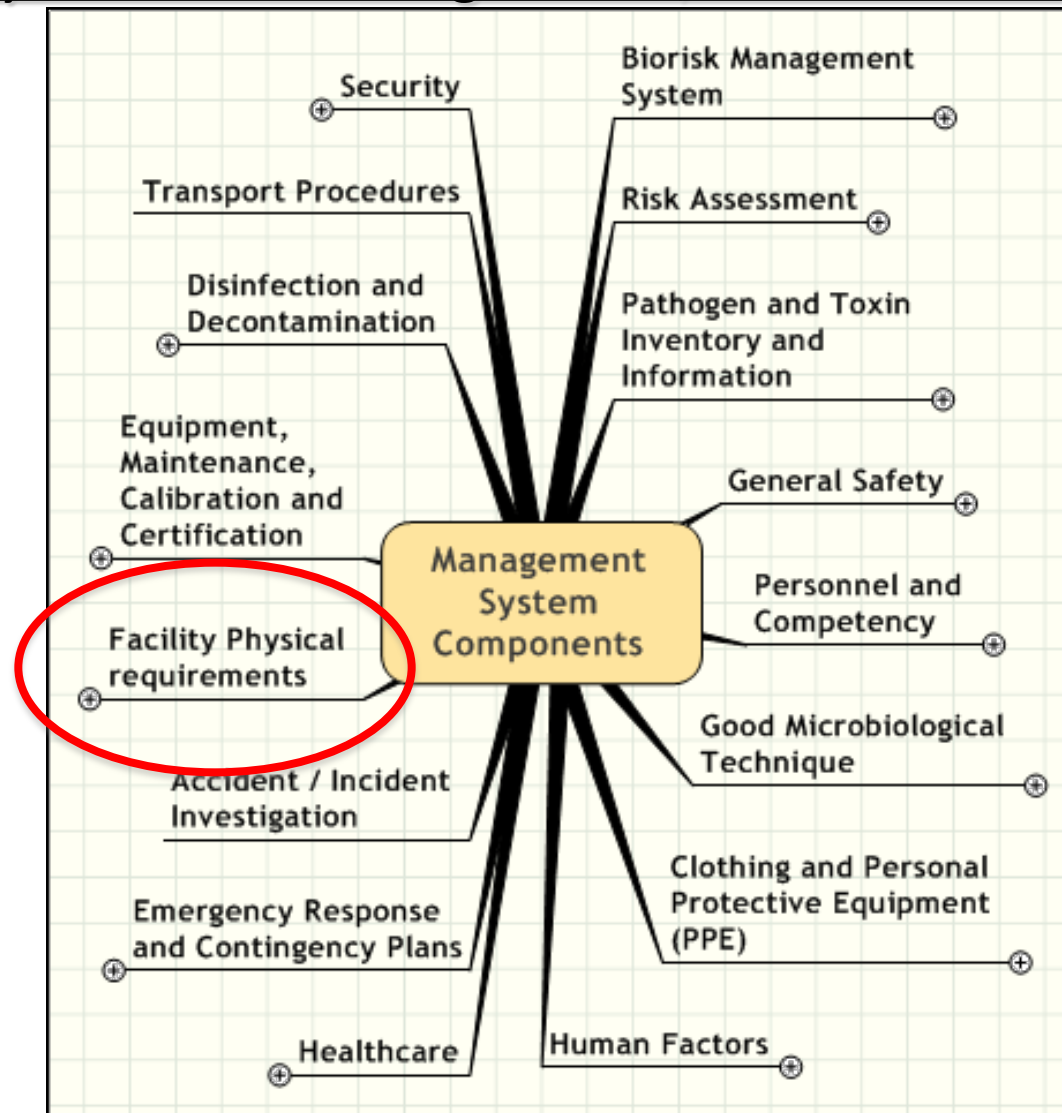 Security
Transport Procedures
Disinfection and
Decontamination
Equipment,
Maintenance,
Calibration and
Certification
Facility Physical
requirements
Accident / Incident
Investigation
Emergency Response
and Contingency Plans
Healthcare
Management
System
Components
Biorisk Management
System
Risk Assessment
Pathogen and Toxin
Inventory and
Information
General Safety
Personnel and
Competency
Good Microbiological
Technique
Clothing and Personal
Protective Equipment
(PPE)
Human Factors